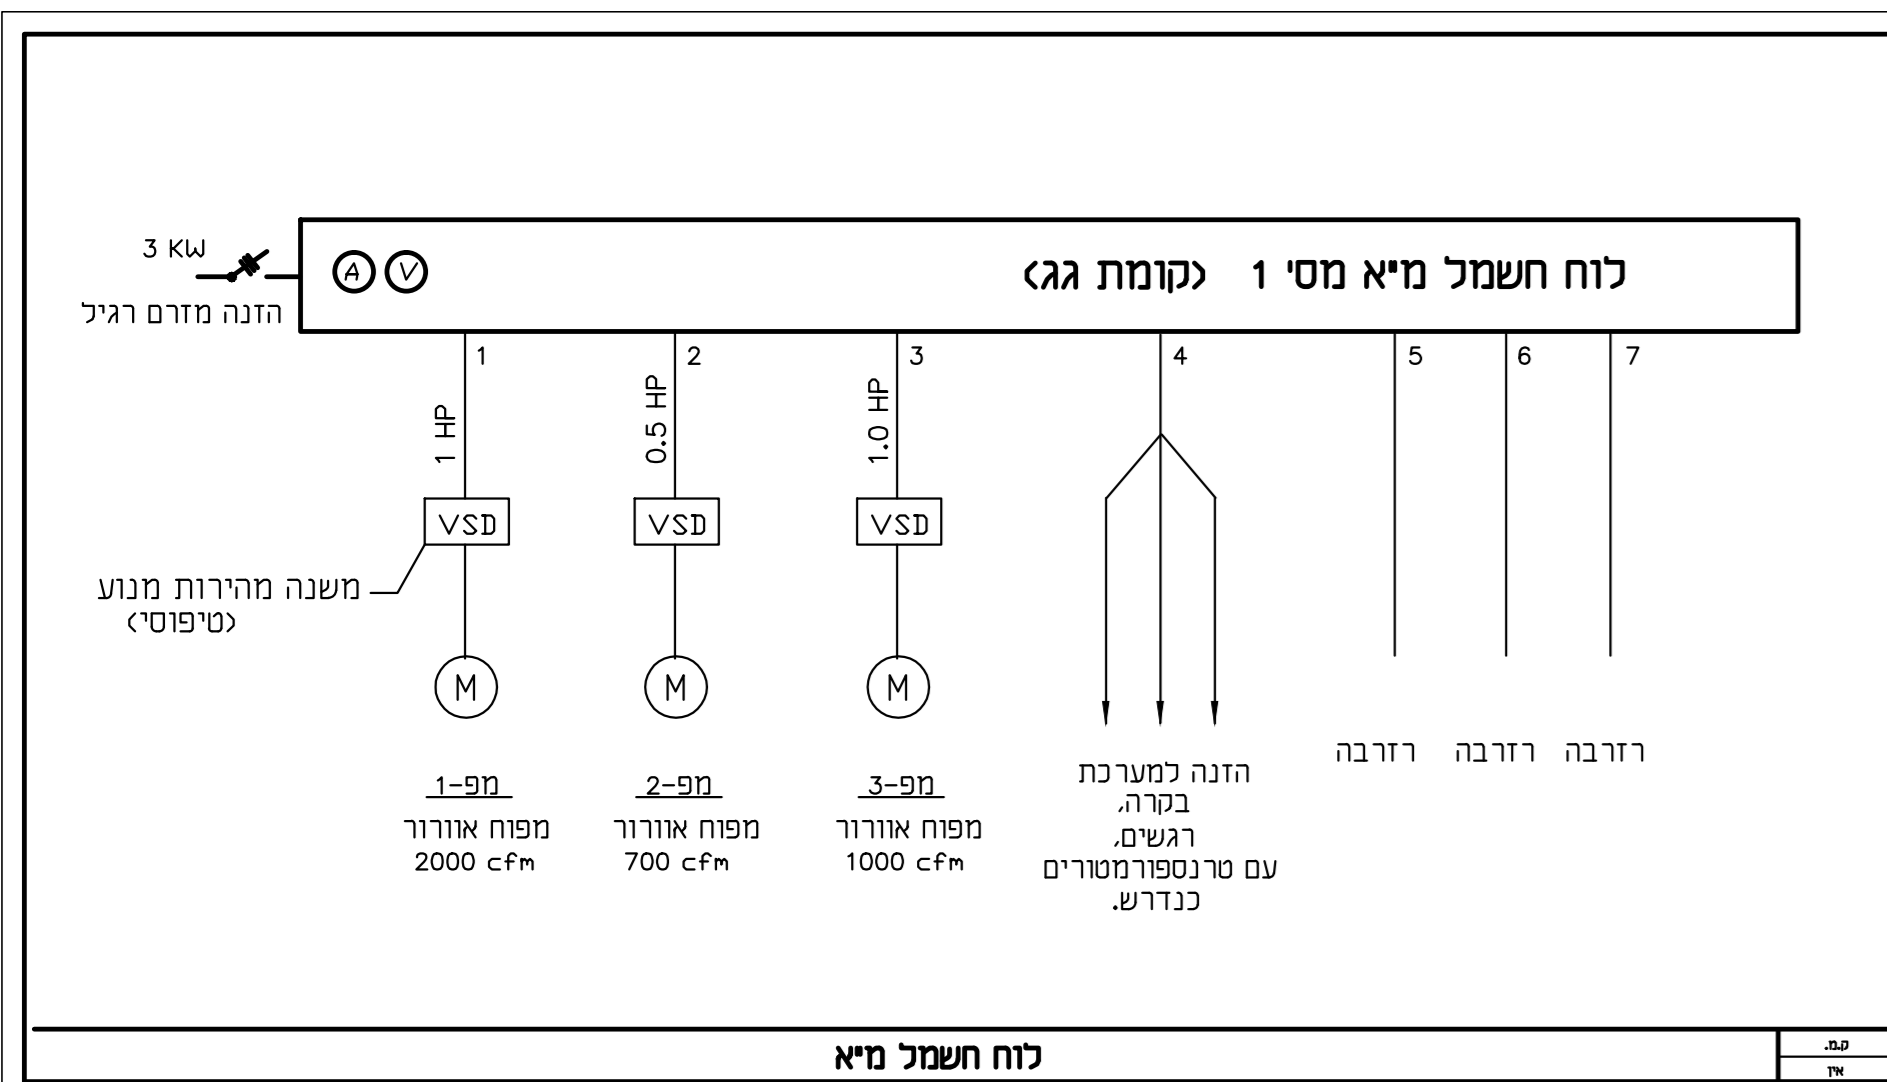 3 KW
הזנה מזרם רגיל
A V
לוח חשמל מ"א מס' 1 (קומת גג)
1
2
3
4
5
6
7
1 HP
0.5 HP
1.0 HP
VSD
VSD
VSD
משנה מהירות מנוע
(טיפוסי)
M
M
M
מפ-1
מפוח אוורור
2000 cfm
מפ-2
מפוח אוורור
700 cfm
מפ-3
מפוח אוורור
1000 cfm
הזנה למערכת
בקרה,
רגשים,
עם טרנספורמטורים
כנדרש.
רזרבה
רזרבה
רזרבה
לוח חשמל מ"א
ק.מ.
אין